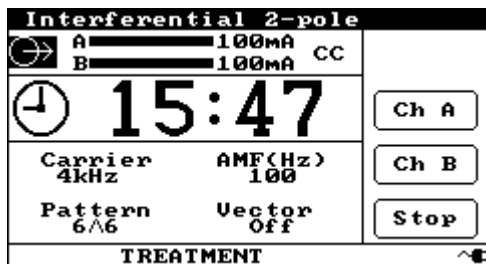 Interferential 2-pole
A 100mA
B 100mA
CC
15:47
Ch A
Carrier
4kHz
AMF(Hz)
100
Ch B
Pattern
6/\6
Vector
Off
Stop
TREATMENT